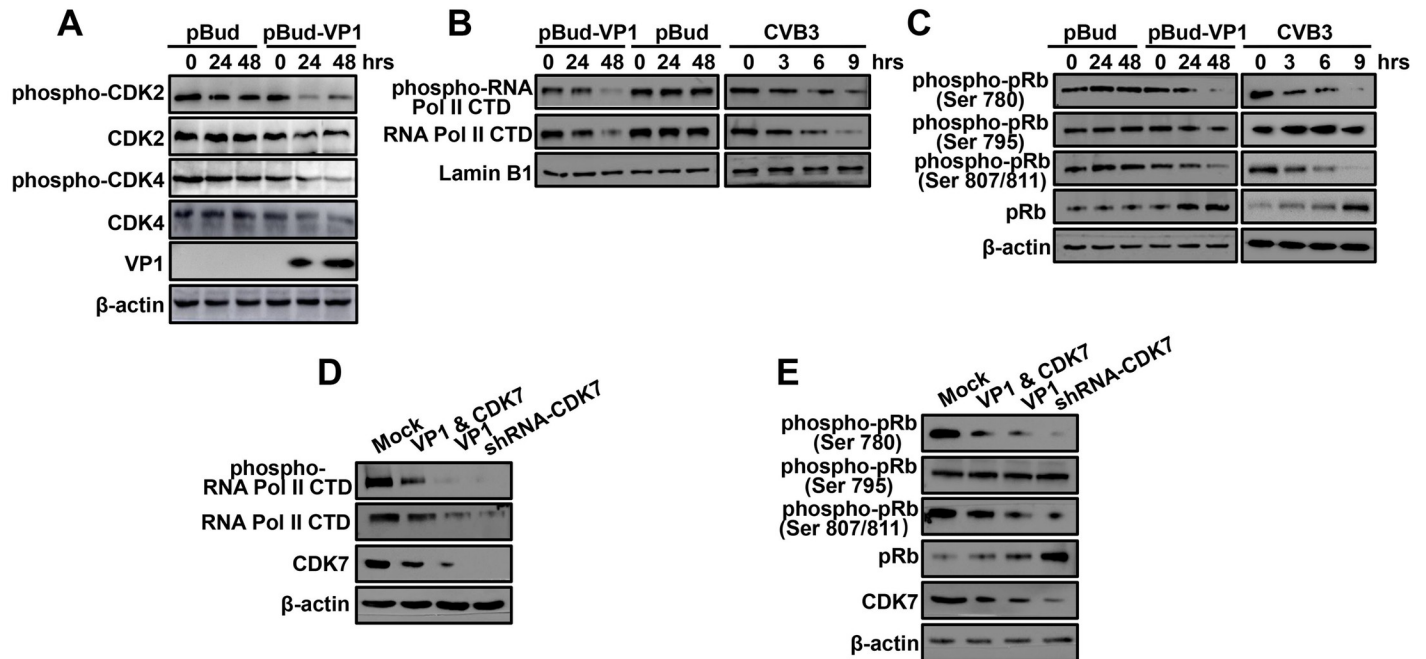 A
pBud pBud-VP1
0 24 48 0 24 48 hrs
phospho-CDK2
CDK2
phospho-CDK4
CDK4
VP1
β-actin
B
pBud-VP1 pBud CVB3
0 24 48 0 24 48 0 3 6 9 hrs
phospho-RNA
Pol II CTD
RNA Pol II CTD
Lamin B1
C
pBud pBud-VP1 CVB3
0 24 48 0 24 48 0 3 6 9 hrs
phospho-pRb
(Ser 780)
phospho-pRb
(Ser 795)
phospho-pRb
(Ser 807/811)
pRb
β-actin
D
Mock VP1 & CDK7 VP1 shRNA-CDK7
phospho-
RNA Pol II CTD
RNA Pol II CTD
CDK7
β-actin
E
Mock VP1 & CDK7 VP1 shRNA-CDK7
phospho-pRb
(Ser 780)
phospho-pRb
(Ser 795)
phospho-pRb
(Ser 807/811)
pRb
CDK7
β-actin